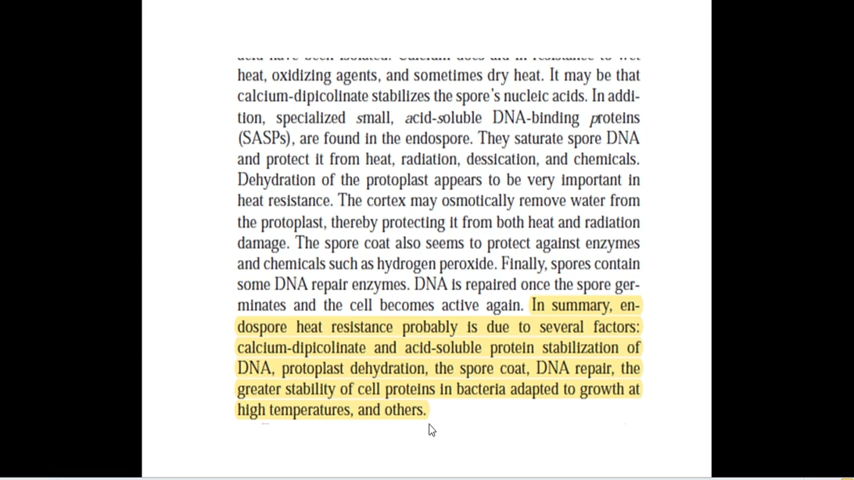 heat, oxidizing agents, and sometimes dry heat. It may be that
calcium-dipicolinate stabilizes the spore's nucleic acids. In addi-
tion, specialized small, acid-soluble DNA-binding proteins
(SASPs), are found in the endospore. They saturate spore DNA
and protect it from heat, radiation, dessication, and chemicals.
Dehydration of the protoplast appears to be very important in
heat resistance. The cortex may osmotically remove water from
the protoplast, thereby protecting it from both heat and radiation
damage. The spore coat also seems to protect against enzymes
and chemicals such as hydrogen peroxide. Finally, spores contain
some DNA repair enzymes. DNA is repaired once the spore ger-
minates and the cell becomes active again. In summary, en-
dospore heat resistance probably is due to several factors:
calcium-dipicolinate and acid-soluble protein stabilization of
DNA, protoplast dehydration, the spore coat, DNA repair, the
greater stability of cell proteins in bacteria adapted to growth at
high temperatures, and others.